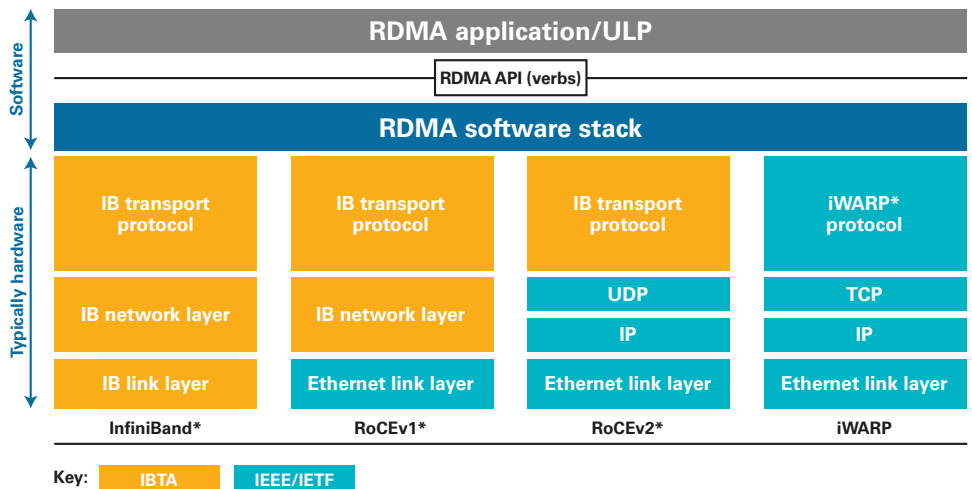 Software
RDMA application/ULP
RDMA API (verbs)
RDMA software stack
Typically hardware
IB transport
protocol
IB transport
protocol
IB transport
protocol
iWARP*
protocol
IB network layer
IB network layer
UDP
TCP
IP
IP
IB link layer
Ethernet link layer
Ethernet link layer
Ethernet link layer
InfiniBand*
RoCEv1*
RoCEv2*
iWARP
Key:
IBTA
IEEE/IETF